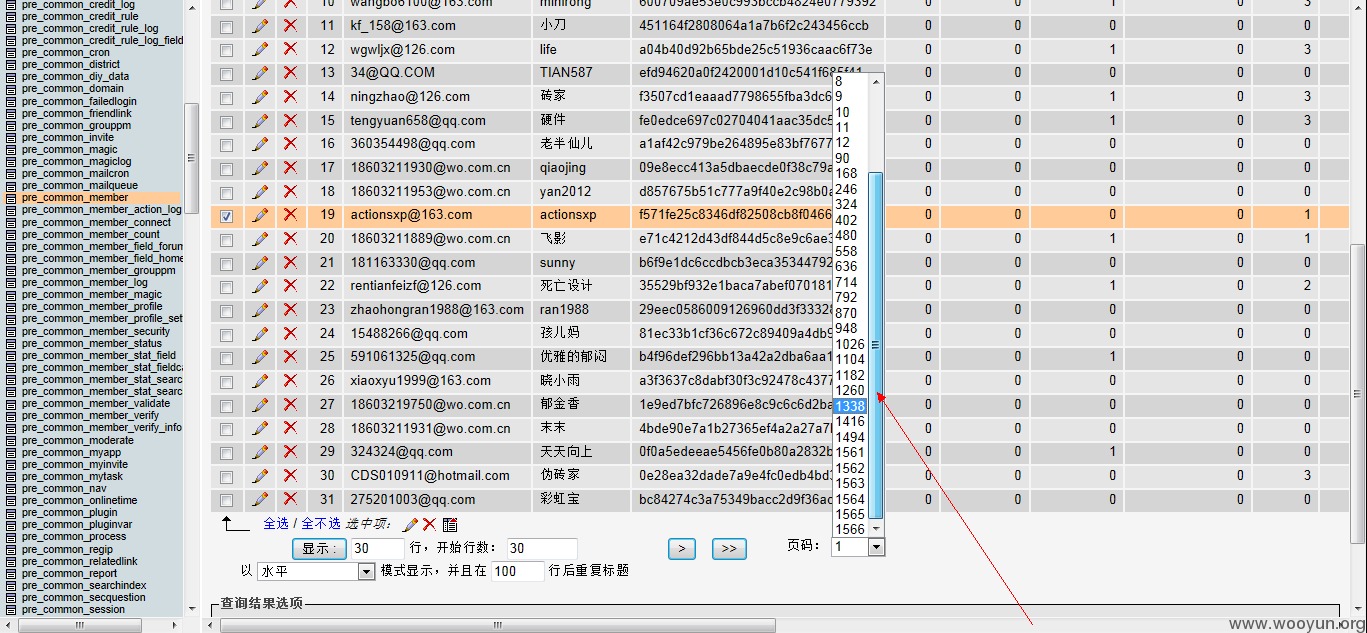 pre_common_credit_log
pre_common_credit_rule
pre_common_credit_rule_log
pre_common_credit_rule_log_field
pre_common_cron
pre_common_district
pre_common_diy_data
pre_common_domain
pre_common_failedlogin
pre_common_friendlink
pre_common_grouppm
pre_common_invite
pre_common_magic
pre_common_magiclog
pre_common_mailcron
pre_common_mailqueue
pre_common_member
pre_common_member_action_log
pre_common_member_connect
pre_common_member_count
pre_common_member_field_forum
pre_common_member_field_home
pre_common_member_grouppm
pre_common_member_log
pre_common_member_magic
pre_common_member_profile
pre_common_member_profile_set
pre_common_member_security
pre_common_member_status
pre_common_member_stat_field
pre_common_member_stat_fieldca
pre_common_member_stat_searc
pre_common_member_stat_searc
pre_common_member_validate
pre_common_member_verify
pre_common_member_verify_info
pre_common_moderate
pre_common_myapp
pre_common_myinvite
pre_common_mytask
pre_common_nav
pre_common_onlinetime
pre_common_plugin
pre_common_pluginvar
pre_common_process
pre_common_regip
pre_common_relatedlink
pre_common_report
pre_common_searchindex
pre_common_secquestion
pre_common_session
10 wangbo6100@163.com minirong 600709ae53e0c993bccb4824e0779392 0 0 1 0 3
11 kf_158@163.com 小刀 451164f2808064a1a7b6f2c243456ccb 0 0 0 0 3
12 wgwljx@126.com life a04b40d92b65bde25c51936caac6f73e 0 0 1 0 3
13 34@QQ.COM TIAN587 efd94620a0f2420001d10c541f685f41 0 0 0 0 0
14 ningzhao@126.com 砖家 f3507cd1eaaad7798655fba3dc6 0 0 1 0 3
15 tengyuan658@qq.com 硬件 fe0edce697c02704041aac35dc5 0 0 1 0 3
16 360354498@qq.com 老半仙儿 a1af42c979be264895e83bf7677 0 0 0 0 0
17 18603211930@wo.com.cn qiaojing 09e8ecc413a5dbaecde0f38c79a 0 0 0 0 0
18 18603211953@wo.com.cn yan2012 d857675b51c777a9f40e2c98b0a 0 0 0 0 0
19 actionsxp@163.com actionsxp f571fe25c8346df82508cb8f0466 0 0 0 0 1
20 18603211889@wo.com.cn 飞影 e71c4212d43df844d5c8e9c6ae3 0 0 1 0 1
21 181163330@qq.com sunny b6f9e1dc6ccdbcb3eca35344792 0 0 0 0 0
22 rentianfeizf@126.com 死亡设计 35529bf932e1baca7abef070181 0 0 1 0 2
23 zhaohongran1988@163.com ran1988 29eec0586009126960dd3f33328 0 0 0 0 0
24 15488266@qq.com 孩儿妈 81ec33b1cf36c672c89409a4db9 0 0 0 0 0
25 591061325@qq.com 优雅的郁闷 b4f96def296bb13a42a2dba6aa1 0 0 1 0 0
26 xiaoxyu1999@163.com 晓小雨 a3f3637c8dabf30f3c92478c437 0 0 0 0 0
27 18603219750@wo.com.cn 郁金香 1e9ed7bfc726896e8c9c6c6d2ba 0 0 0 0 0
28 18603211931@wo.com.cn 末末 4bde90e7a1b27365ef4a2a27a7 0 0 0 0 0
29 324324@qq.com 天天向上 0f0a5edeeae5456fe0b80a2832b 0 0 1 0 0
30 CDS010911@hotmail.com 伪砖家 0e28ea32dade7a9e4fc0edb4bd 0 0 0 0 3
31 275201003@qq.com 彩虹宝 bc84274c3a75349bacc2d9f36ac 0 0 0 0 0
8
9
10
11
12
90
168
246
324
402
480
558
636
714
792
870
948
1026
1104
1182
1260
1338
1416
1494
1561
1562
1563
1564
1565
1566
全选 / 全不选 选中项:
显示 : 30 行，开始行数: 30 > >> 页码: 1
以 水平 模式显示，并且在 100 行后重复标题
查询结果选项
www.wooyun.org